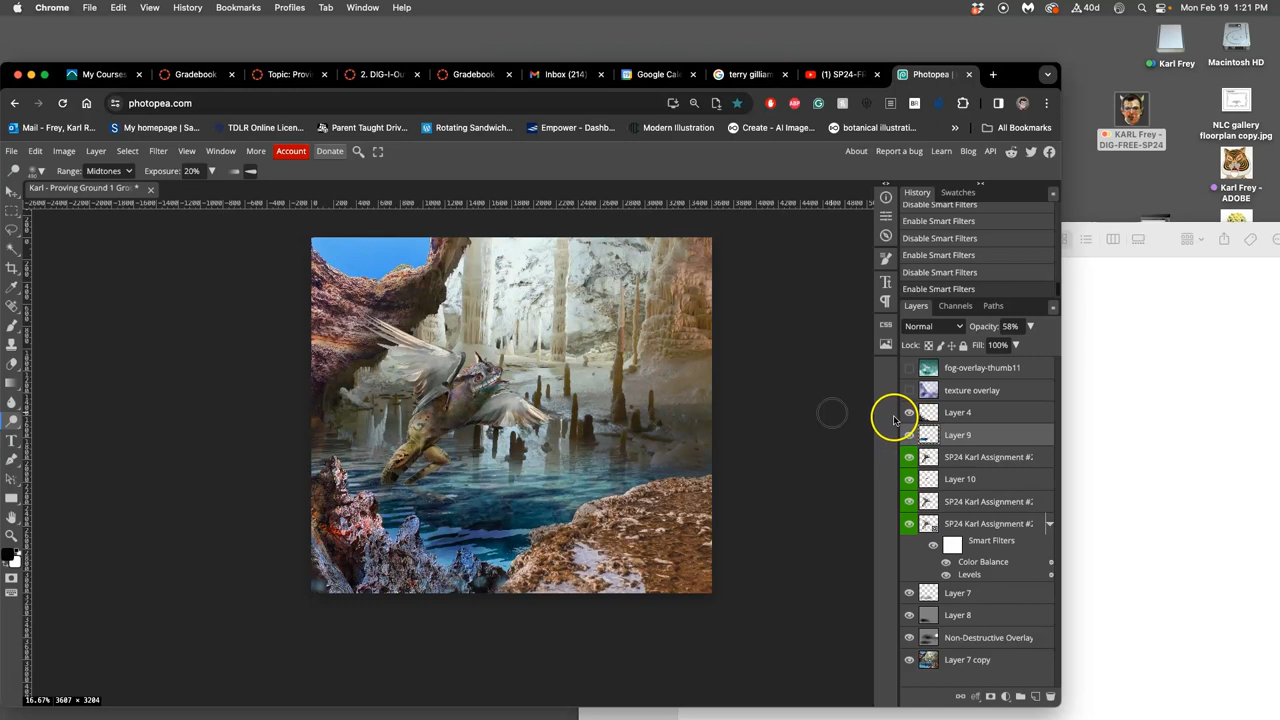 Chrome File Edit View History Bookmarks Profiles Tab Window Help
40d Mon Feb 19 1:21 PM
My Courses Gradebook Topic: Provi 2. DIG-I-Ou Gradebook Inbox (214) Google Cal terry gilliam (1) SP24-FR Photopea |
photopea.com
Mail - Frey, Karl R... My homepage | Sa... TDLR Online Licen... Parent Taught Driv... Rotating Sandwich... Empower - Dashb... Modern Illustration Create - AI Image... botanical illustrati... » All Bookmarks
File Edit Image Layer Select Filter View Window More Account Donate About Report a bug Learn Blog API
Range: Midtones Exposure: 20%
Karl - Proving Ground 1 Gro *
History Swatches
Disable Smart Filters
Enable Smart Filters
Disable Smart Filters
Enable Smart Filters
Disable Smart Filters
Enable Smart Filters
Layers Channels Paths
Normal Opacity: 58%
Lock: Fill: 100%
fog-overlay-thumb11
texture overlay
Layer 4
Layer 9
SP24 Karl Assignment #
Layer 10
SP24 Karl Assignment #
SP24 Karl Assignment #
Smart Filters
Color Balance
Levels
Layer 7
Layer 8
Non-Destructive Overlay
Layer 7 copy
CSS
16.67% 3607 × 3204
Karl Frey
Macintosh HD
KARL Frey -
DIG-FREE-SP24
NLC gallery
floorplan copy.jpg
Karl Frey -
ADOBE